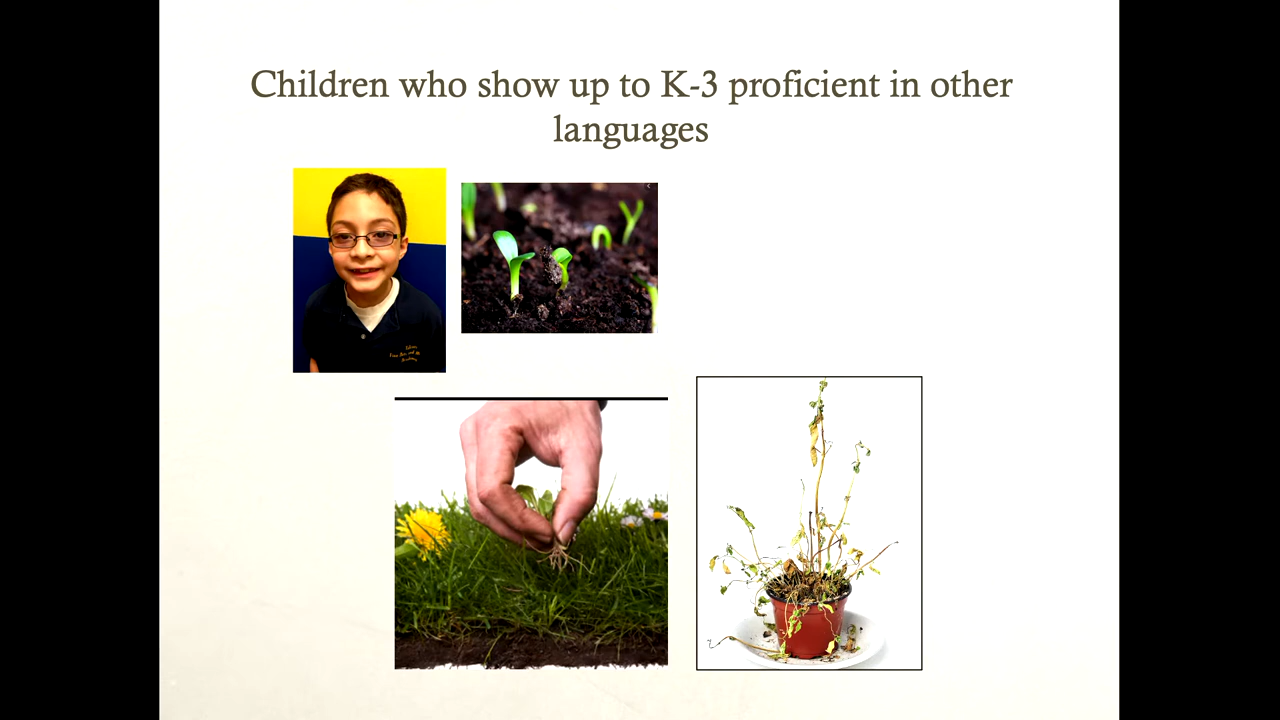 Children who show up to K-3 proficient in other
languages